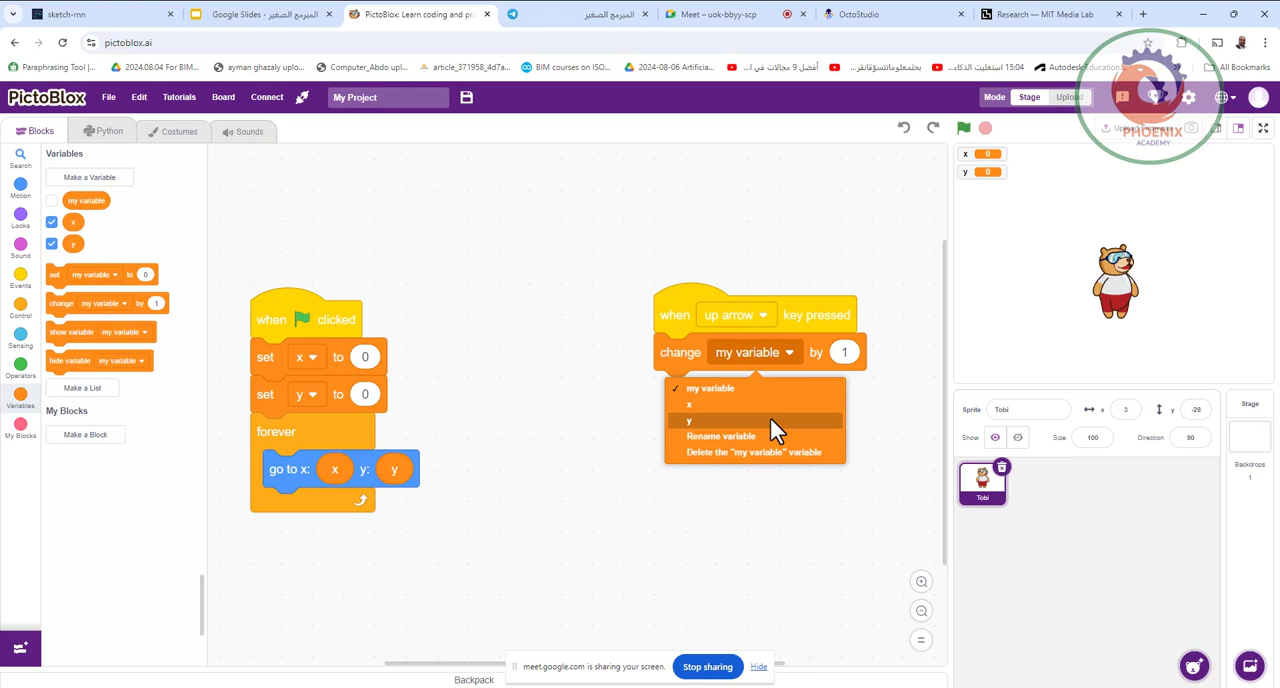 sketch-rnn
Google Slides - المبرمج الصغير
PictoBlox: Learn coding and pr
المبرمج الصغير
Meet – uok-bbyy-scp
OctoStudio
Research — MIT Media Lab
pictoblox.ai
Paraphrasing Tool |...
2024.08.04 For BIM...
ayman ghazaly uplo...
Computer_Abdo upl...
article_371958_4d7a...
BIM courses on ISO...
2024-08-06 Artificia...
أفضل 9 مجالات في ا...
15:04 استغليت الذكاء...
Autodesk Education
All Bookmarks
PictoBlox
File
Edit
Tutorials
Board
Connect
My Project
Mode
Stage
Upload
PHOENIX
ACADEMY
Blocks
Python
Costumes
Sounds
Search
Motion
Looks
Sound
Events
Control
Sensing
Operators
Variables
My Blocks
Variables
Make a Variable
my variable
x
y
set my variable to 0
change my variable by 1
show variable my variable
hide variable my variable
Make a List
My Blocks
Make a Block
when clicked
set x to 0
set y to 0
forever
go to x: x y: y
when up arrow key pressed
change my variable by 1
my variable
x
y
Rename variable
Delete the "my variable" variable
x 0
y 0
Sprite Tobi x 3 y -28
Show Size 100 Direction 90
Tobi
Stage
Backdrops
1
meet.google.com is sharing your screen.
Stop sharing
Hide
Backpack